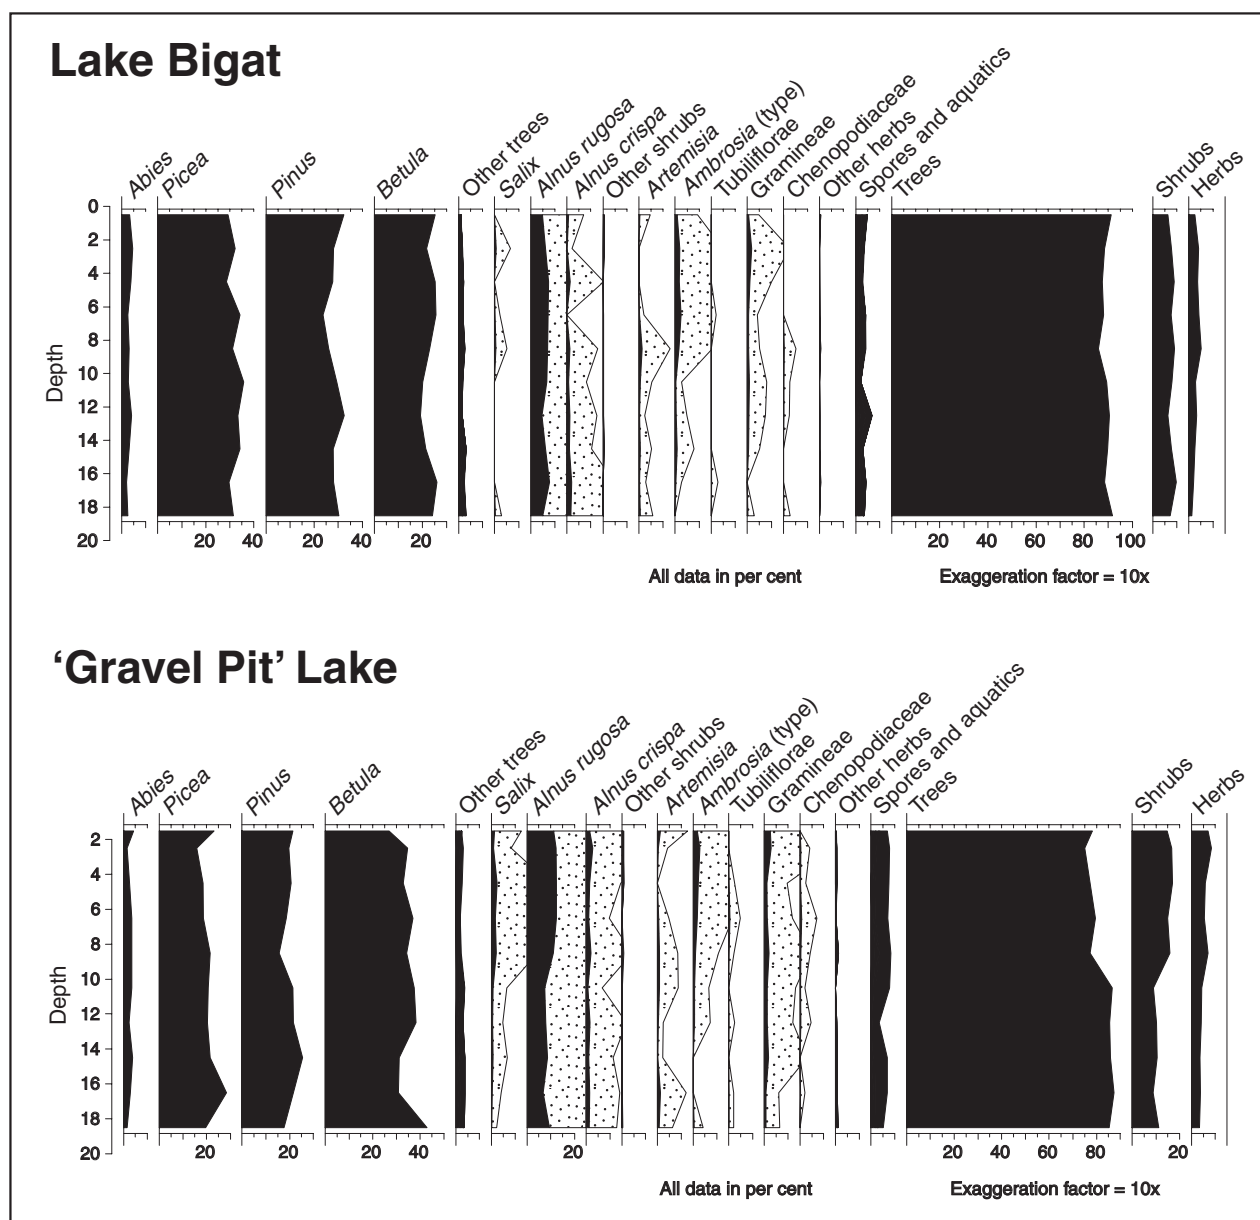 Lake Bigat
Abies
Picea
Pinus
Betula
Other trees
Salix
Alnus rugosa
Alnus crispa
Other shrubs
Artemisia
Ambrosia (type)
Tubiliflorae
Gramineae
Chenopodiaceae
Other herbs
Spores and aquatics
Trees
Shrubs
Herbs
Depth
0
2
4
6
8
10
12
14
16
18
20
20 40 20 40 20 20 40 60 80 100
All data in per cent Exaggeration factor = 10x
‘Gravel Pit’ Lake
Abies
Picea
Pinus
Betula
Other trees
Salix
Alnus rugosa
Alnus crispa
Other shrubs
Artemisia
Ambrosia (type)
Tubiliflorae
Gramineae
Chenopodiaceae
Other herbs
Spores and aquatics
Trees
Shrubs
Herbs
Depth
2
4
6
8
10
12
14
16
18
20
20 20 20 40 20 20 40 60 80 20
All data in per cent Exaggeration factor = 10x